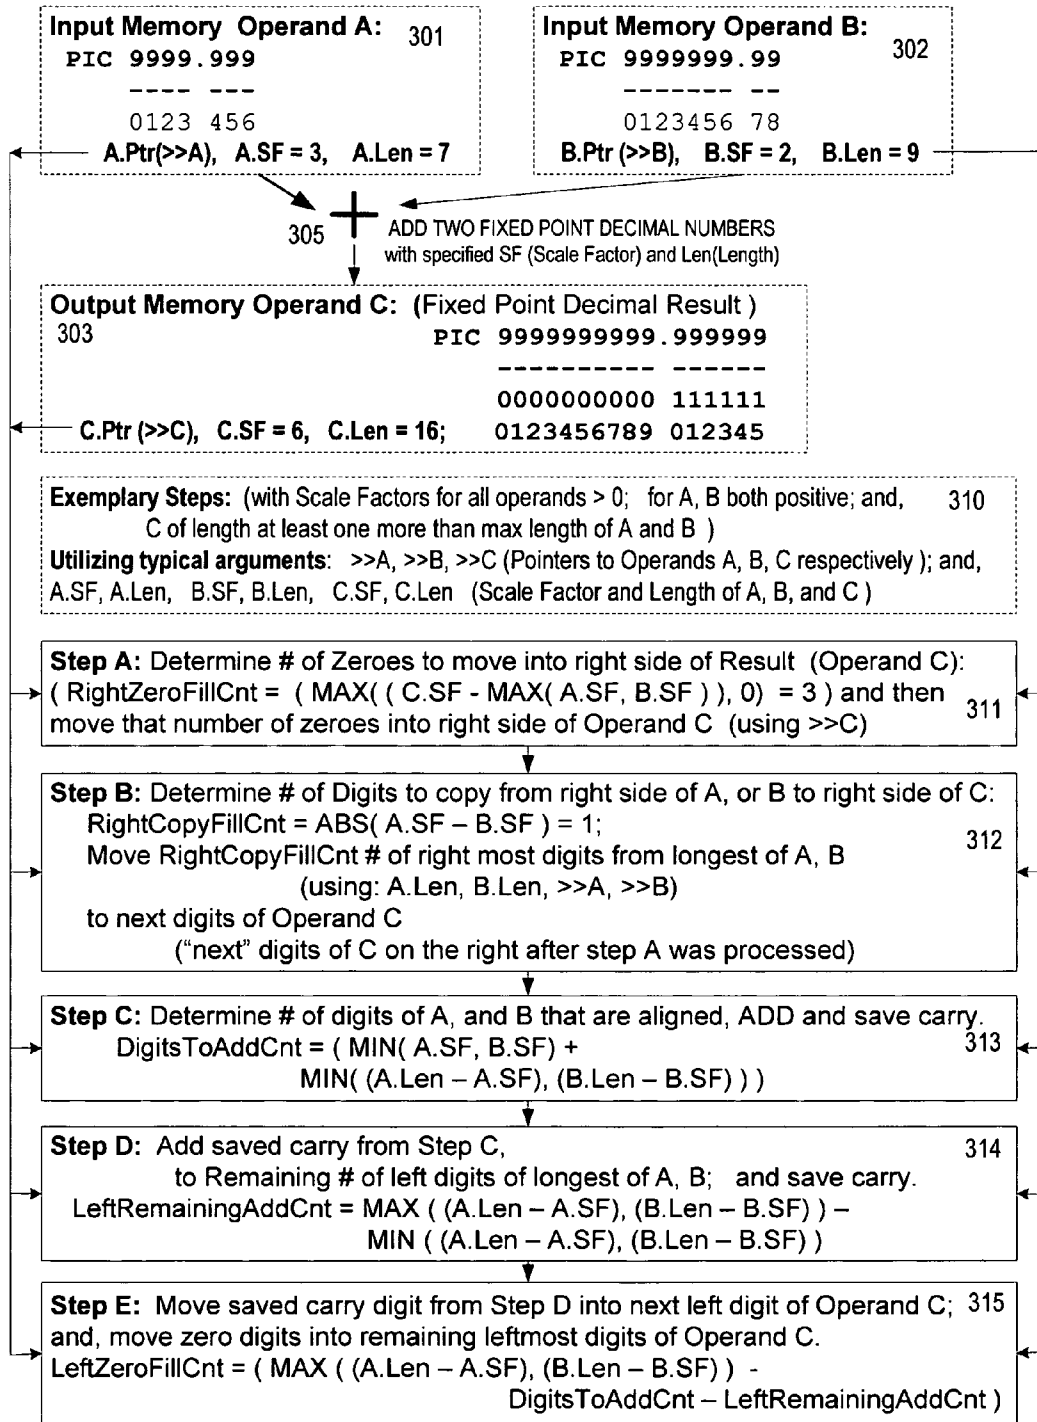 Input Memory Operand A: 301
PIC 9999.999
---- ---
0123 456
A.Ptr(>>A), A.SF = 3, A.Len = 7
Input Memory Operand B: 302
PIC 9999999.99
------- --
0123456 78
B.Ptr (>>B), B.SF = 2, B.Len = 9
305
+
ADD TWO FIXED POINT DECIMAL NUMBERS
with specified SF (Scale Factor) and Len(Length)
Output Memory Operand C: (Fixed Point Decimal Result )
303
PIC 9999999999.999999
---------- ------
0000000000 111111
C.Ptr (>>C), C.SF = 6, C.Len = 16; 0123456789 012345
Exemplary Steps: (with Scale Factors for all operands > 0; for A, B both positive; and, 310
C of length at least one more than max length of A and B )
Utilizing typical arguments: >>A, >>B, >>C (Pointers to Operands A, B, C respectively ); and,
A.SF, A.Len, B.SF, B.Len, C.SF, C.Len (Scale Factor and Length of A, B, and C )
Step A: Determine # of Zeroes to move into right side of Result (Operand C):
( RightZeroFillCnt = ( MAX( ( C.SF - MAX( A.SF, B.SF ) ), 0) = 3 ) and then
move that number of zeroes into right side of Operand C (using >>C) 311
Step B: Determine # of Digits to copy from right side of A, or B to right side of C:
RightCopyFillCnt = ABS( A.SF – B.SF ) = 1;
Move RightCopyFillCnt # of right most digits from longest of A, B 312
(using: A.Len, B.Len, >>A, >>B)
to next digits of Operand C
("next" digits of C on the right after step A was processed)
Step C: Determine # of digits of A, and B that are aligned, ADD and save carry.
DigitsToAddCnt = ( MIN( A.SF, B.SF) + 313
MIN( (A.Len – A.SF), (B.Len – B.SF) ) )
Step D: Add saved carry from Step C, 314
to Remaining # of left digits of longest of A, B; and save carry.
LeftRemainingAddCnt = MAX ( (A.Len – A.SF), (B.Len – B.SF) ) –
MIN ( (A.Len – A.SF), (B.Len – B.SF) )
Step E: Move saved carry digit from Step D into next left digit of Operand C; 315
and, move zero digits into remaining leftmost digits of Operand C.
LeftZeroFillCnt = ( MAX ( (A.Len – A.SF), (B.Len – B.SF) ) -
DigitsToAddCnt – LeftRemainingAddCnt )